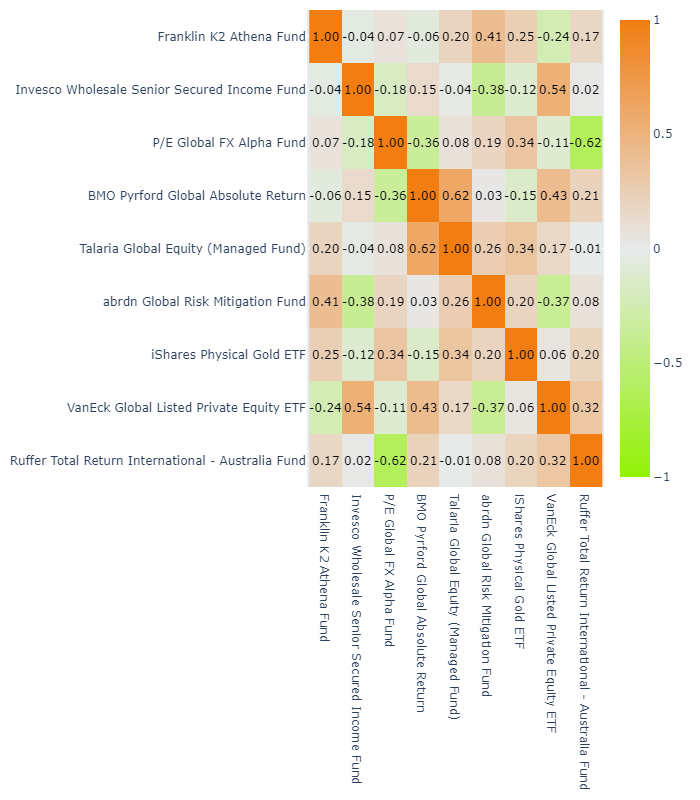 Franklin K2 Athena Fund 1.00 -0.04 0.07 -0.06 0.20 0.41 0.25 -0.24 0.17
Invesco Wholesale Senior Secured Income Fund -0.04 1.00 -0.18 0.15 -0.04 -0.38 -0.12 0.54 0.02
P/E Global FX Alpha Fund 0.07 -0.18 1.00 -0.36 0.08 0.19 0.34 -0.11 -0.62
BMO Pyrford Global Absolute Return -0.06 0.15 -0.36 1.00 0.62 0.03 -0.15 0.43 0.21
Talaria Global Equity (Managed Fund) 0.20 -0.04 0.08 0.62 1.00 0.26 0.34 0.17 -0.01
abrdn Global Risk Mitigation Fund 0.41 -0.38 0.19 0.03 0.26 1.00 0.20 -0.37 0.08
iShares Physical Gold ETF 0.25 -0.12 0.34 -0.15 0.34 0.20 1.00 0.06 0.20
VanEck Global Listed Private Equity ETF -0.24 0.54 -0.11 0.43 0.17 -0.37 0.06 1.00 0.32
Ruffer Total Return International - Australia Fund 0.17 0.02 -0.62 0.21 -0.01 0.08 0.20 0.32 1.00
Franklin K2 Athena Fund
Invesco Wholesale Senior Secured Income Fund
P/E Global FX Alpha Fund
BMO Pyrford Global Absolute Return
Talaria Global Equity (Managed Fund)
abrdn Global Risk Mitigation Fund
iShares Physical Gold ETF
VanEck Global Listed Private Equity ETF
Ruffer Total Return International - Australia Fund
1
0.5
0
−0.5
−1